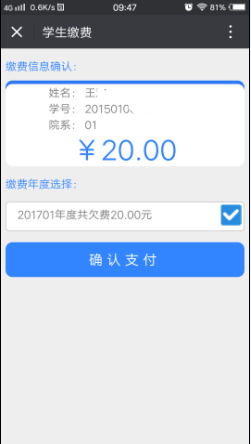 4G 0.6K/s 09:47 81%
学生缴费
缴费信息确认：
姓名： 王
学号： 2015010
院系： 01
￥20.00
缴费年度选择：
201701年度共欠费20.00元
确认支付